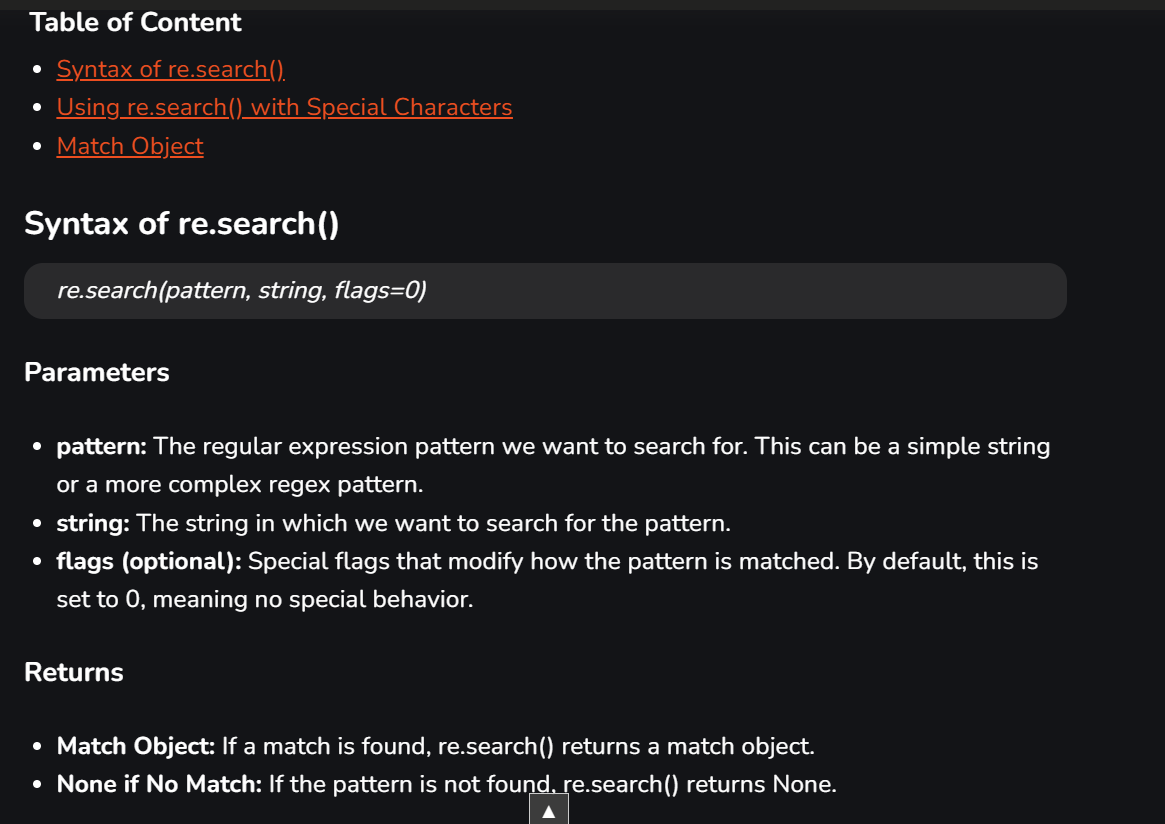 Table of Content
Syntax of re.search()
Using re.search() with Special Characters
Match Object
Syntax of re.search()
re.search(pattern, string, flags=0)
Parameters
pattern: The regular expression pattern we want to search for. This can be a simple string
or a more complex regex pattern.
string: The string in which we want to search for the pattern.
flags (optional): Special flags that modify how the pattern is matched. By default, this is
set to 0, meaning no special behavior.
Returns
Match Object: If a match is found, re.search() returns a match object.
None if No Match: If the pattern is not found, re.search() returns None.